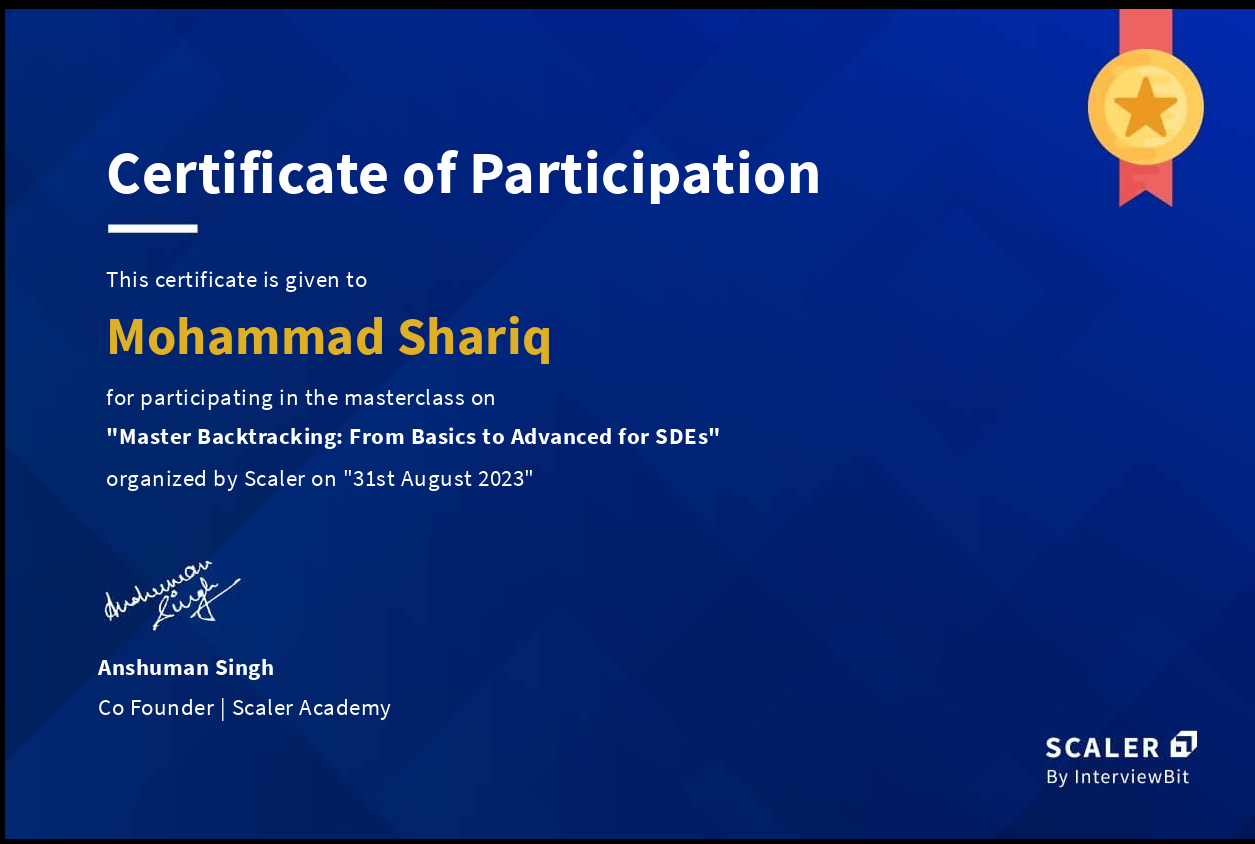 Certificate of Participation
This certificate is given to
Mohammad Shariq
for participating in the masterclass on
"Master Backtracking: From Basics to Advanced for SDEs"
organized by Scaler on "31st August 2023"
Anshuman
Singh
Anshuman Singh
Co Founder | Scaler Academy
SCALER
By InterviewBit